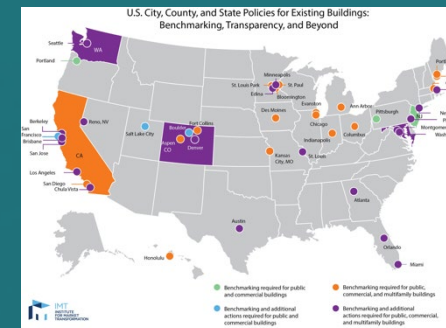 U.S. City, County, and State Policies for Existing Buildings:
Benchmarking, Transparency, and Beyond
Seattle
WA
Portland
Minneapolis
St. Louis Park
St. Paul
Edina
Bloomington
Des Moines
Evanston
Chicago
Ann Arbor
Pittsburgh
Berkeley
San
Francisco
Brisbane
San Jose
Reno, NV
Salt Lake City
Fort Collins
Boulder
Aspen
CO
Denver
Kansas
City, MO
St. Louis
Indianapolis
Columbus
CA
Los Angeles
San Diego
Chula Vista
Atlanta
Austin
Orlando
Miami
Honolulu
Benchmarking required for public
and commercial buildings
Benchmarking required for public,
commercial, and multifamily buildings
Benchmarking and additional
actions required for public and
commercial buildings
Benchmarking and additional
actions required for public, commercial,
and multifamily buildings
IMT
INSTITUTE
FOR MARKET
TRANSFORMATION